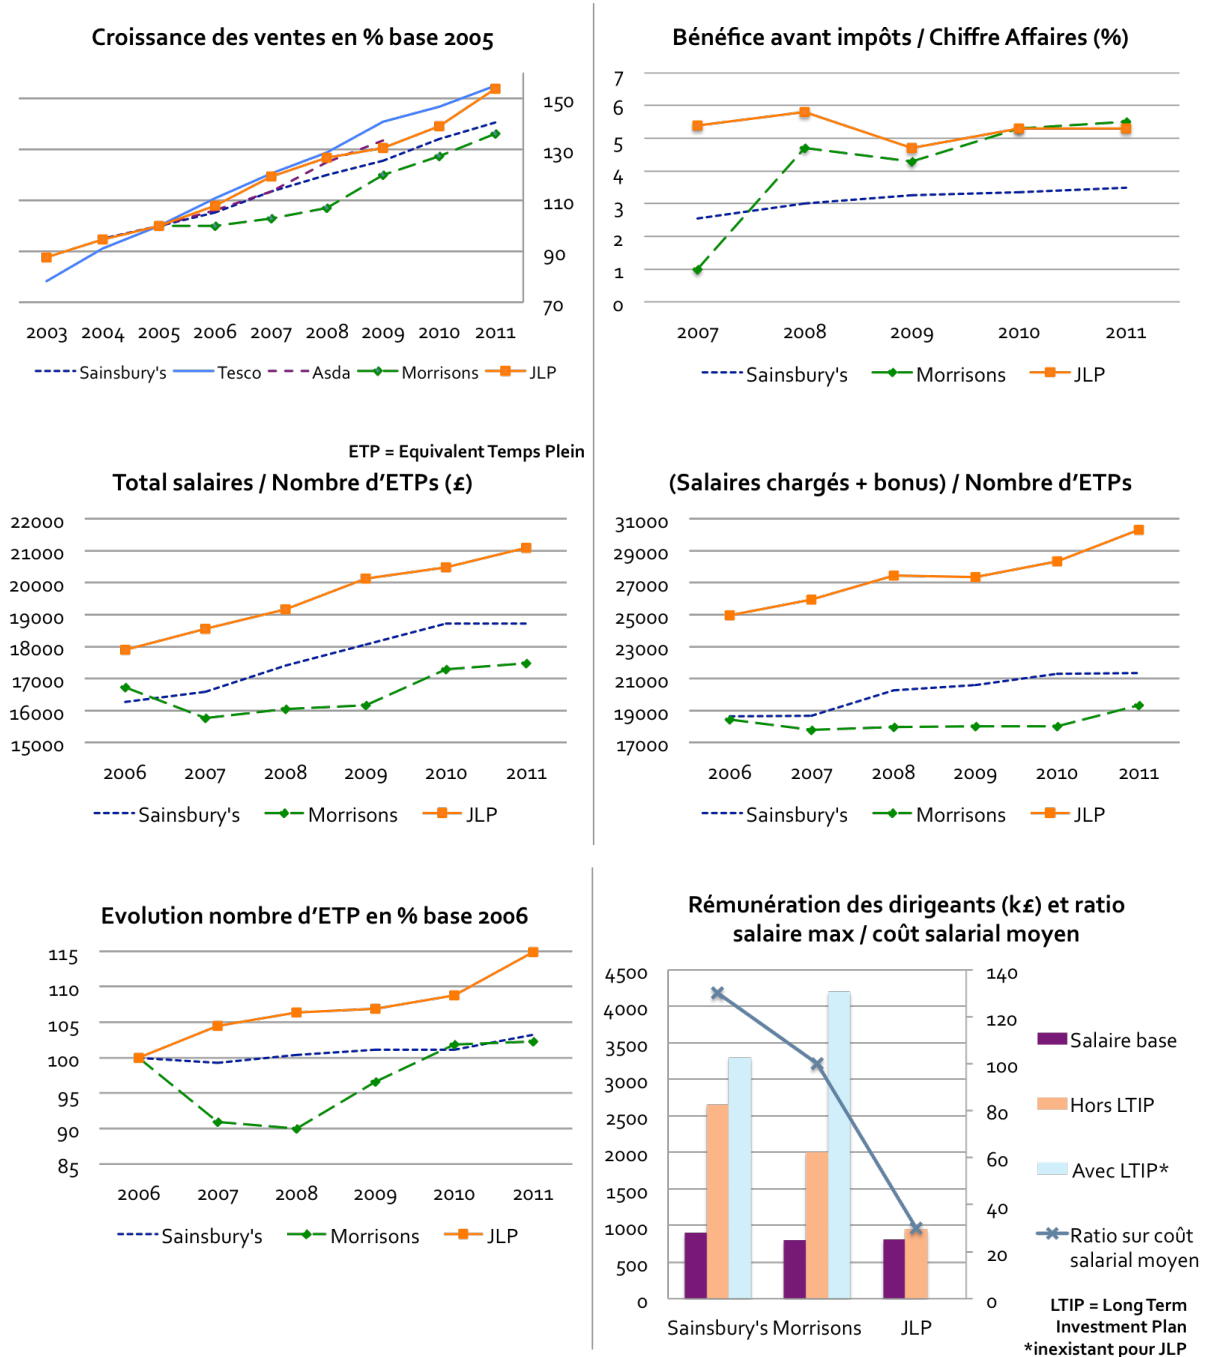 Croissance des ventes en % base 2005
150
130
110
90
70
2003 2004 2005 2006 2007 2008 2009 2010 2011
Sainsbury's Tesco Asda Morrisons JLP
Bénéfice avant impôts / Chiffre Affaires (%)
7
6
5
4
3
2
1
0
2007 2008 2009 2010 2011
Sainsbury's Morrisons JLP
ETP = Equivalent Temps Plein
Total salaires / Nombre d'ETPs (£)
22000
21000
20000
19000
18000
17000
16000
15000
2006 2007 2008 2009 2010 2011
Sainsbury's Morrisons JLP
(Salaires chargés + bonus) / Nombre d'ETPs
31000
29000
27000
25000
23000
21000
19000
17000
2006 2007 2008 2009 2010 2011
Sainsbury's Morrisons JLP
Evolution nombre d'ETP en % base 2006
115
110
105
100
95
90
85
2006 2007 2008 2009 2010 2011
Sainsbury's Morrisons JLP
Rémunération des dirigeants (k£) et ratio
salaire max / coût salarial moyen
4500
4000
3500
3000
2500
2000
1500
1000
500
0
140
120
100
80
60
40
20
0
Sainsbury's Morrisons JLP
Salaire base
Hors LTIP
Avec LTIP*
Ratio sur coût
salarial moyen
LTIP = Long Term
Investment Plan
*inexistant pour JLP